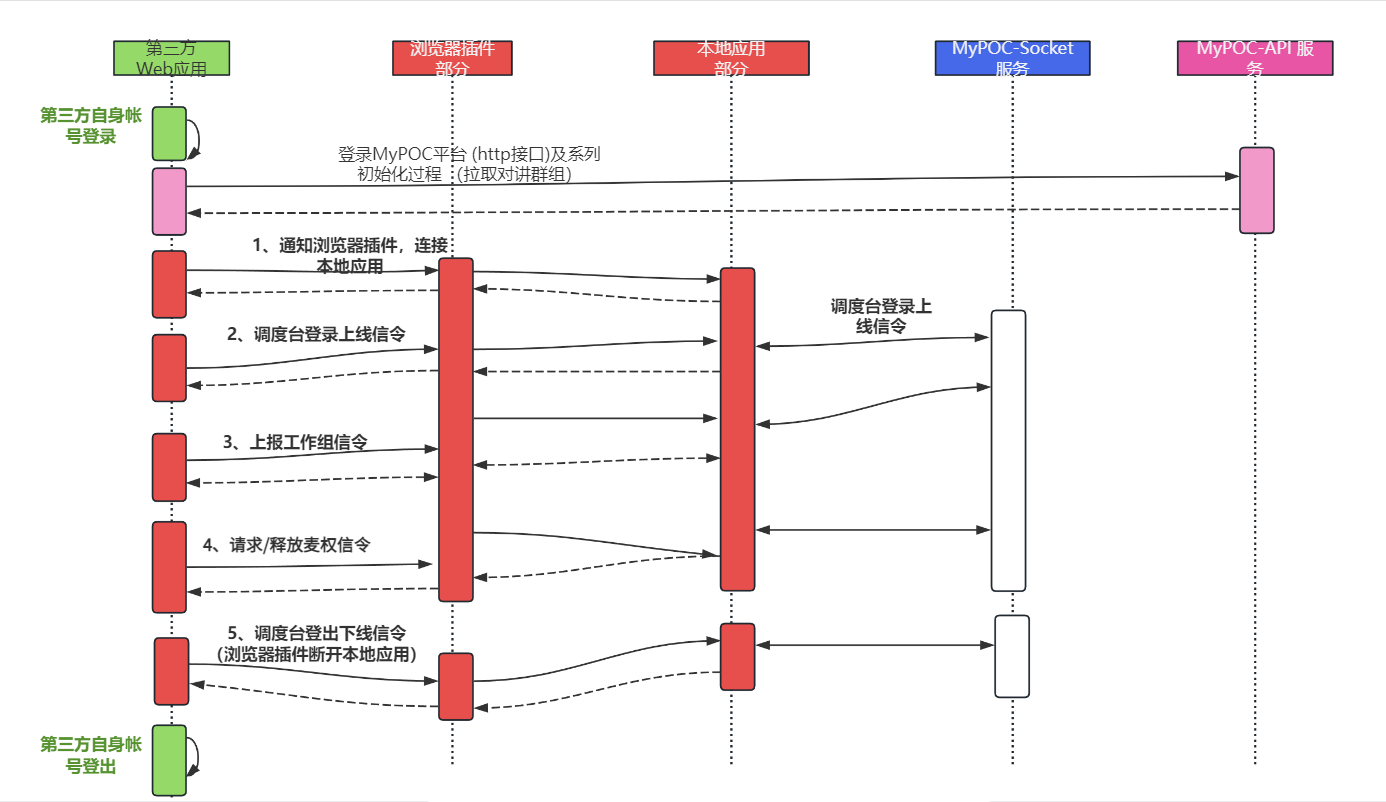 第三方
Web应用
浏览器插件
部分
本地应用
部分
MyPOC-Socket
服务
MyPOC-API 服
务
第三方自身帐
号登录
登录MyPOC平台 (http接口)及系列
初始化过程 （拉取对讲群组）
1、通知浏览器插件，连接
本地应用
调度台登录上
线信令
2、调度台登录上线信令
3、上报工作组信令
4、请求/释放麦权信令
5、调度台登出下线信令
（浏览器插件断开本地应用）
第三方自身帐
号登出